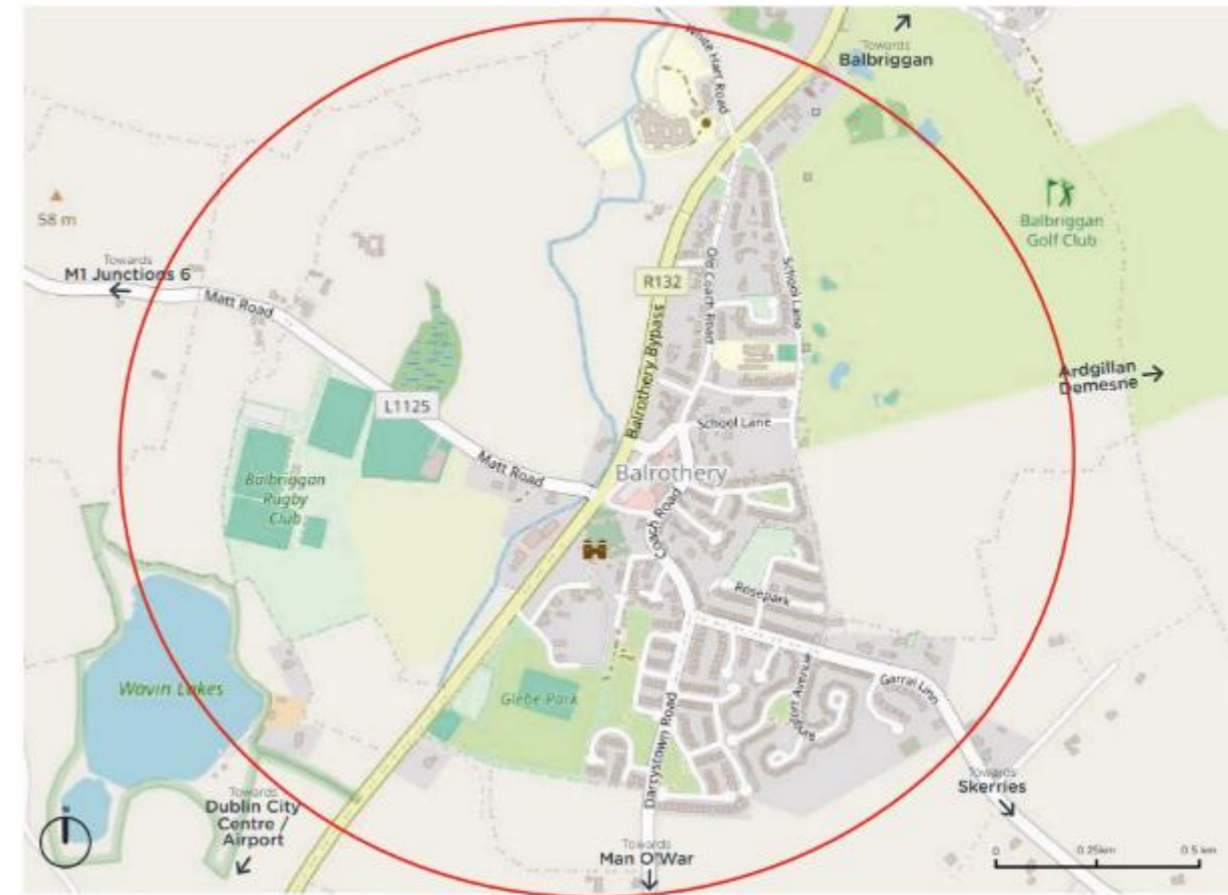 White Hart Road
Towards
Balbriggan
58 m
Balbriggan
Golf Club
Towards
M1 Junctions 6
Matt Road
R132
Old Coach Road
School Lane
Balrothery Bypass
Ardgillan
Demesne
L1125
School Lane
Matt Road
Balrothery
Balbriggan
Rugby
Club
Coach Road
Rosepark
Wavin Lakes
Glebe Park
Darcystown Road
Garrai Linn
Towards
Dublin City
Centre /
Airport
Towards
Man O'War
Towards
Skerries
0 0.25km 0.5 km